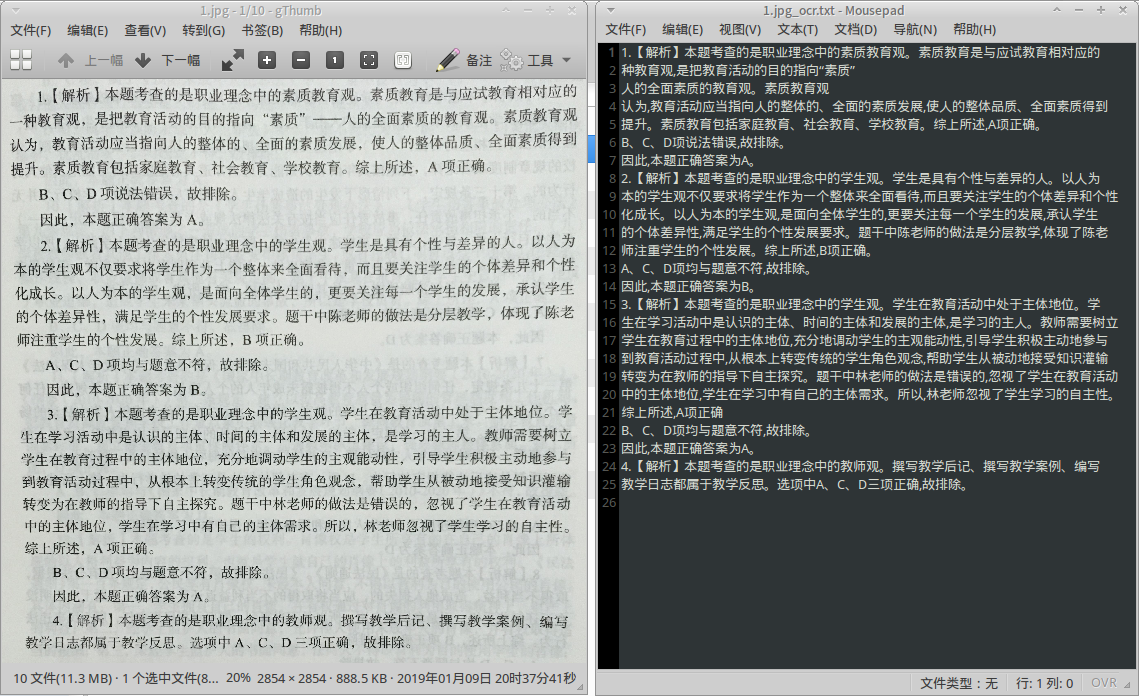 1.jpg - 1/10 - gThumb
文件(F) 编辑(E) 查看(V) 转到(G) 书签(B) 帮助(H)
上一幅 下一幅 备注 工具
1.【解析】本题考查的是职业理念中的素质教育观。素质教育是与应试教育相对应的
一种教育观，是把教育活动的目的指向“素质”——人的全面素质的教育观。素质教育观
认为，教育活动应当指向人的整体的、全面的素质发展，使人的整体品质、全面素质得到
提升。素质教育包括家庭教育、社会教育、学校教育。综上所述，A 项正确。
B、C、D 项说法错误，故排除。
因此，本题正确答案为 A。
2.【解析】本题考查的是职业理念中的学生观。学生是具有个性与差异的人。以人为
本的学生观不仅要求将学生作为一个整体来全面看待，而且要关注学生的个体差异和个性
化成长。以人为本的学生观，是面向全体学生的，更要关注每一个学生的发展，承认学生
的个体差异性，满足学生的个性发展要求。题干中陈老师的做法是分层教学，体现了陈老
师注重学生的个性发展。综上所述，B 项正确。
A、C、D 项均与题意不符，故排除。
因此，本题正确答案为 B。
3.【解析】本题考查的是职业理念中的学生观。学生在教育活动中处于主体地位。学
生在学习活动中是认识的主体、时间的主体和发展的主体，是学习的主人。教师需要树立
学生在教育过程中的主体地位，充分地调动学生的主观能动性，引导学生积极主动地参与
到教育活动过程中，从根本上转变传统的学生角色观念，帮助学生从被动地接受知识灌输
转变为在教师的指导下自主探究。题干中林老师的做法是错误的，忽视了学生在教育活动
中的主体地位，学生在学习中有自己的主体需求。所以，林老师忽视了学生学习的自主性。
综上所述，A 项正确。
B、C、D 项均与题意不符，故排除。
因此，本题正确答案为 A。
4.【解析】本题考查的是职业理念中的教师观。撰写教学后记、撰写教学案例、编写
教学日志都属于教学反思。选项中 A、C、D 三项正确，故排除。
10 文件(11.3 MB) · 1 个选中文件(8... 20% 2854 × 2854 · 888.5 KB · 2019年01月09日 20时37分41秒
1.jpg_ocr.txt - Mousepad
文件(F) 编辑(E) 视图(V) 文本(T) 文档(D) 导航(N) 帮助(H)
1 1.【解析】本题考查的是职业理念中的素质教育观。素质教育是与应试教育相对应的
2 种教育观,是把教育活动的目的指向“素质”
3 人的全面素质的教育观。素质教育观
4 认为,教育活动应当指向人的整体的、全面的素质发展,使人的整体品质、全面素质得到
5 提升。素质教育包括家庭教育、社会教育、学校教育。综上所述,A项正确。
6 B、C、D项说法错误,故排除。
7 因此,本题正确答案为A。
8 2.【解析】本题考查的是职业理念中的学生观。学生是具有个性与差异的人。以人为
9 本的学生观不仅要求将学生作为一个整体来全面看待,而且要关注学生的个体差异和个性
10 化成长。以人为本的学生观,是面向全体学生的,更要关注每一个学生的发展,承认学生
11 的个体差异性,满足学生的个性发展要求。题干中陈老师的做法是分层教学,体现了陈老
12 师注重学生的个性发展。综上所述,B项正确。
13 A、C、D项均与题意不符,故排除。
14 因此,本题正确答案为B。
15 3.【解析】本题考查的是职业理念中的学生观。学生在教育活动中处于主体地位。学
16 生在学习活动中是认识的主体、时间的主体和发展的主体,是学习的主人。教师需要树立
17 学生在教育过程中的主体地位,充分地调动学生的主观能动性,引导学生积极主动地参与
18 到教育活动过程中,从根本上转变传统的学生角色观念,帮助学生从被动地接受知识灌输
19 转变为在教师的指导下自主探究。题干中林老师的做法是错误的,忽视了学生在教育活动
20 中的主体地位,学生在学习中有自己的主体需求。所以,林老师忽视了学生学习的自主性。
21 综上所述,A项正确
22 B、C、D项均与题意不符,故排除。
23 因此,本题正确答案为A。
24 4.【解析】本题考查的是职业理念中的教师观。撰写教学后记、撰写教学案例、编写
25 教学日志都属于教学反思。选项中A、C、D三项正确,故排除。
26
文件类型：无 行: 1 列: 0 OVR